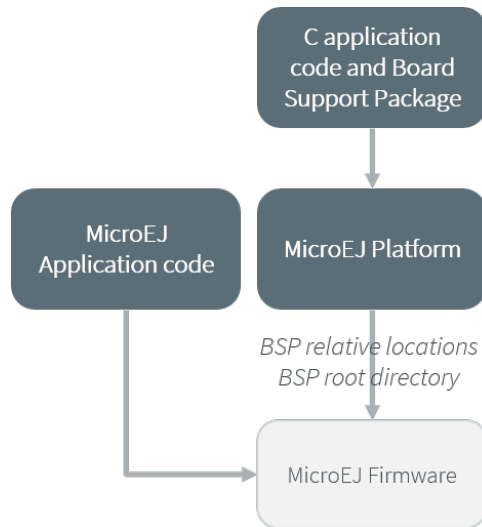 C application
code and Board
Support Package
MicroEJ
Application code
MicroEJ Platform
BSP relative locations
BSP root directory
MicroEJ Firmware